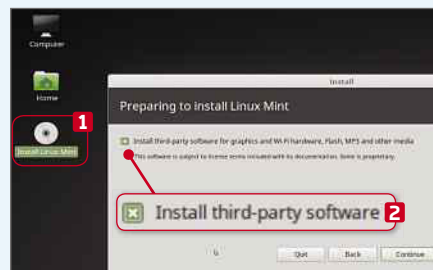 Computer
Home
1
Install Linux Mint
Install
Preparing to install Linux Mint
Install third-party software for graphics and Wi-Fi hardware, Flash, MP3 and other media
This software is subject to license terms included with its documentation. Some is proprietary.
Install third-party software 2
Quit
Back
Continue